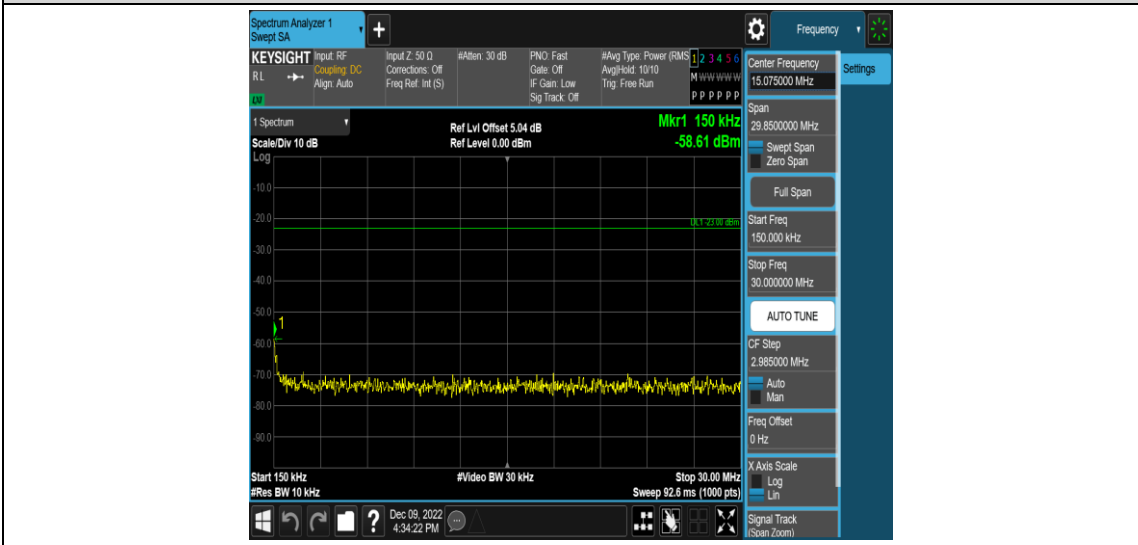 Spectrum Analyzer 1
Swept SA
+
Frequency
KEYSIGHT
RL
LXI
Input: RF
Coupling: DC
Align: Auto
Input Z: 50 Ω
Corrections: Off
Freq Ref: Int (S)
#Atten: 30 dB
PNO: Fast
Gate: Off
IF Gain: Low
Sig Track: Off
#Avg Type: Power (RMS
Avg|Hold: 10/10
Trig: Free Run
1 2 3 4 5 6
M W W W W W
P P P P P P
1 Spectrum
Scale/Div 10 dB
Log
Ref Lvl Offset 5.04 dB
Ref Level 0.00 dBm
Mkr1 150 kHz
-58.61 dBm
-10.0
-20.0
-30.0
-40.0
-50.0
-60.0
-70.0
-80.0
-90.0
DL1 -23.00 dBm
1
Start 150 kHz
#Res BW 10 kHz
#Video BW 30 kHz
Stop 30.00 MHz
Sweep 92.6 ms (1000 pts)
Center Frequency
15.075000 MHz
Settings
Span
29.8500000 MHz
Swept Span
Zero Span
Full Span
Start Freq
150.000 kHz
Stop Freq
30.000000 MHz
AUTO TUNE
CF Step
2.985000 MHz
Auto
Man
Freq Offset
0 Hz
X Axis Scale
Log
Lin
Signal Track
(Span Zoom)
?
Dec 09, 2022
4:34:22 PM